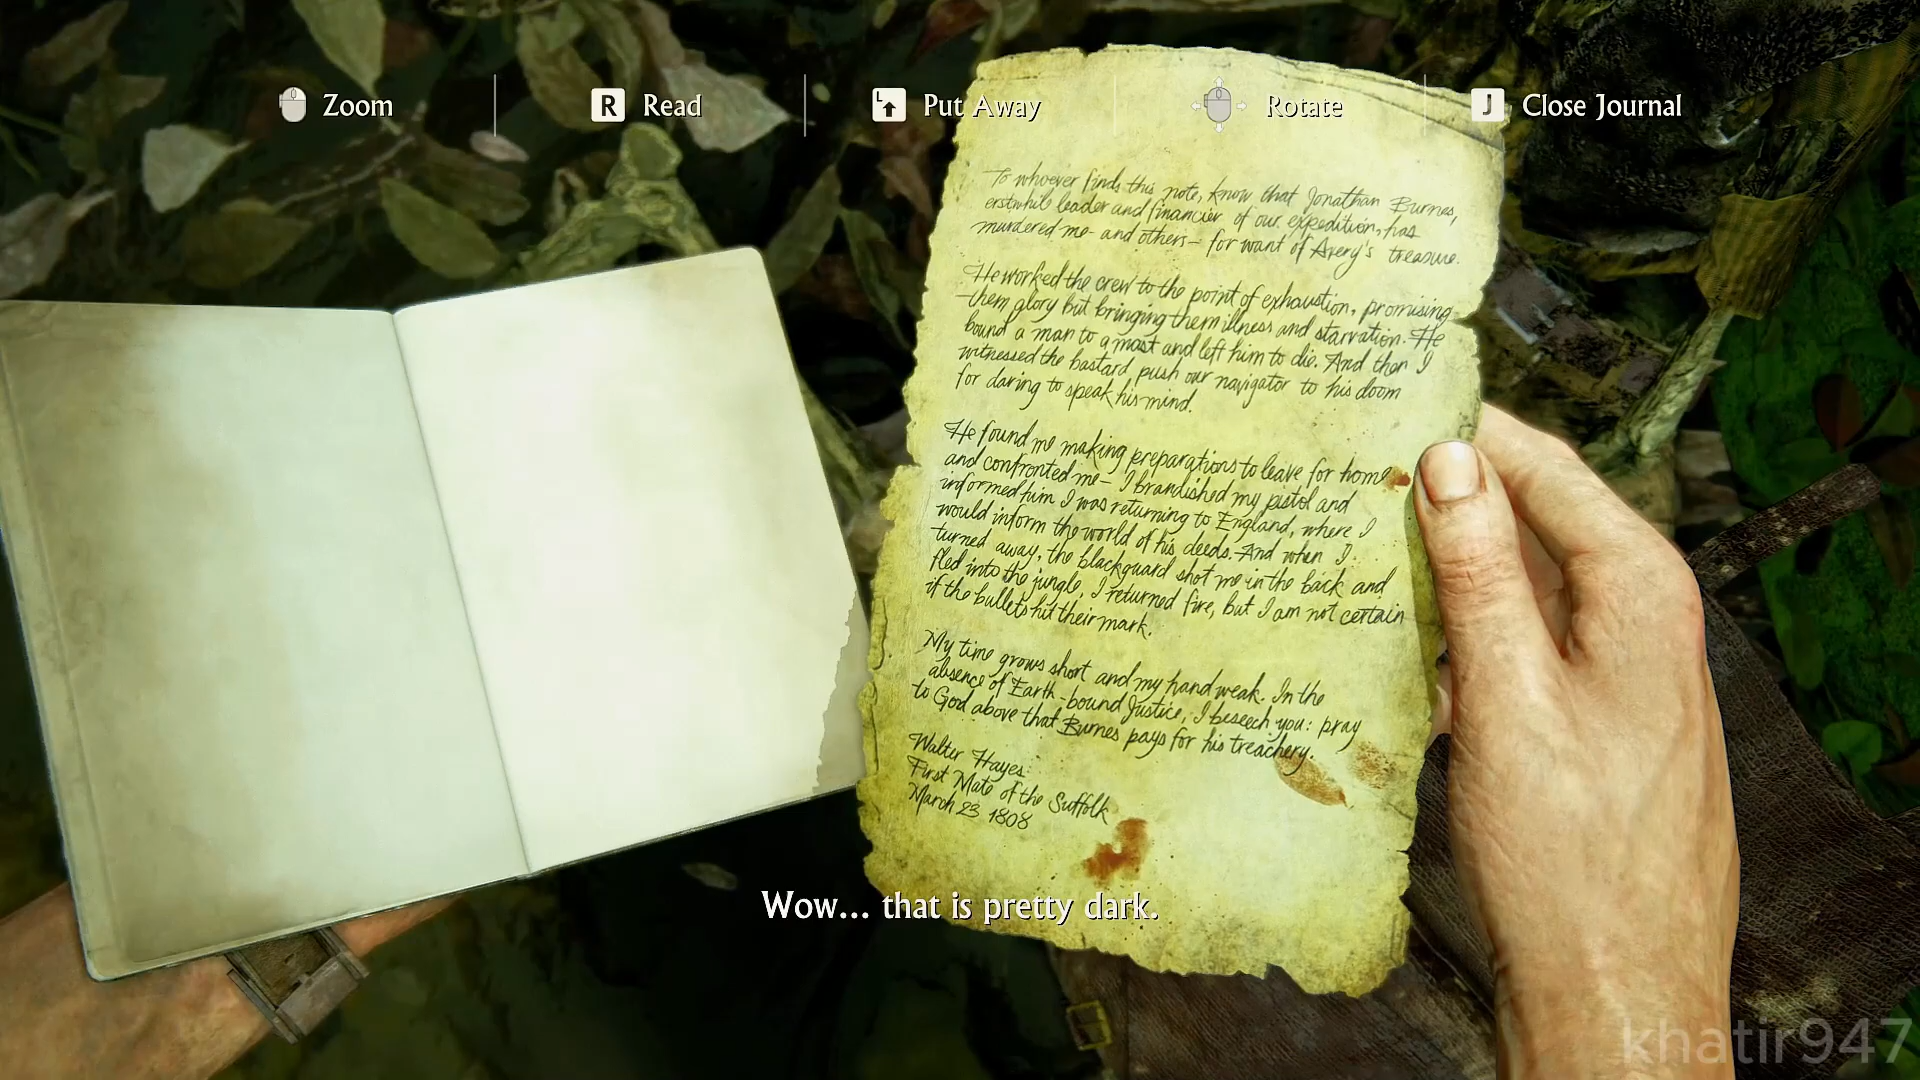 Zoom
R Read
L Put Away
Rotate
J Close Journal
To whoever finds this note, know that Jonathan Burnes,
erstwhile leader and financier of our expedition, has
murdered me- and others- for want of Avery's treasure.
He worked the crew to the point of exhaustion, promising
them glory but bringing them illness and starvation. He
bound a man to a mast and left him to die. And then I
witnessed the bastard push our navigator to his doom
for daring to speak his mind.
He found me making preparations to leave for home
and confronted me- I brandished my pistol and
informed him I was returning to England, where I
would inform the world of his deeds. And when I
turned away, the blackguard shot me in the back and
fled into the jungle, I returned fire, but I am not certain
if the bullets hit their mark.
My time grows short and my hand weak. In the
absence of Earth-bound Justice, I beseech you: pray
to God above that Burnes pays for his treachery.
Walter Hayes
First Mate of the Suffolk
March 23 1808
Wow... that is pretty dark.
khatir947